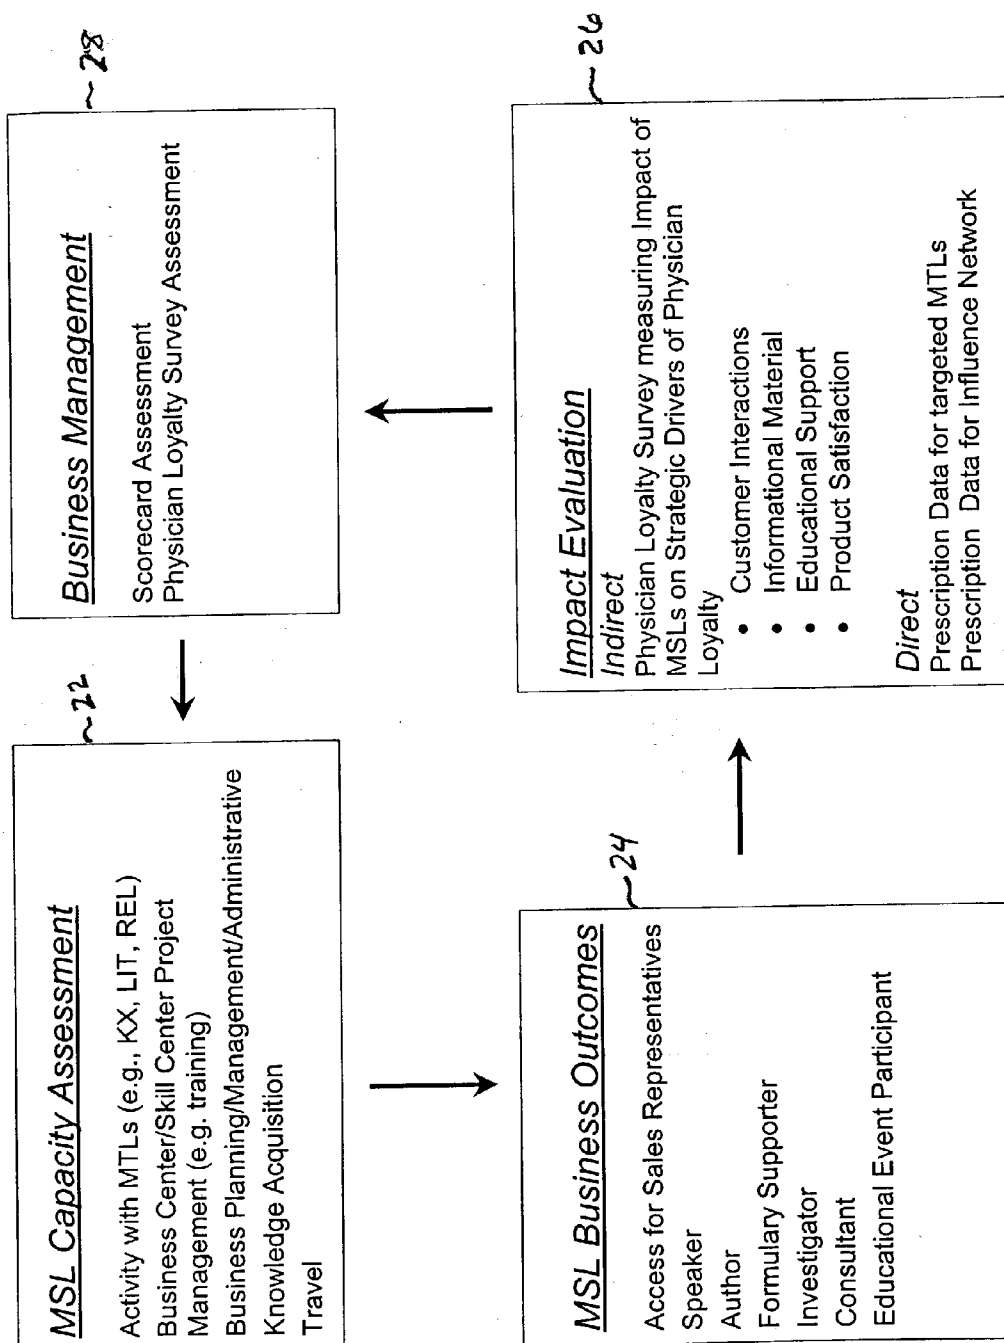 MSL Capacity Assessment
~22
Activity with MTLs (e.g., KX, LIT, REL)
Business Center/Skill Center Project
Management (e.g. training)
Business Planning/Management/Administrative
Knowledge Acquisition
Travel
Business Management
~28
Scorecard Assessment
Physician Loyalty Survey Assessment
MSL Business Outcomes
~24
Access for Sales Representatives
Speaker
Author
Formulary Supporter
Investigator
Consultant
Educational Event Participant
Impact Evaluation
~26
Indirect
Physician Loyalty Survey measuring Impact of
MSLs on Strategic Drivers of Physician
Loyalty
• Customer Interactions
• Informational Material
• Educational Support
• Product Satisfaction
Direct
Prescription Data for targeted MTLs
Prescription Data for Influence Network